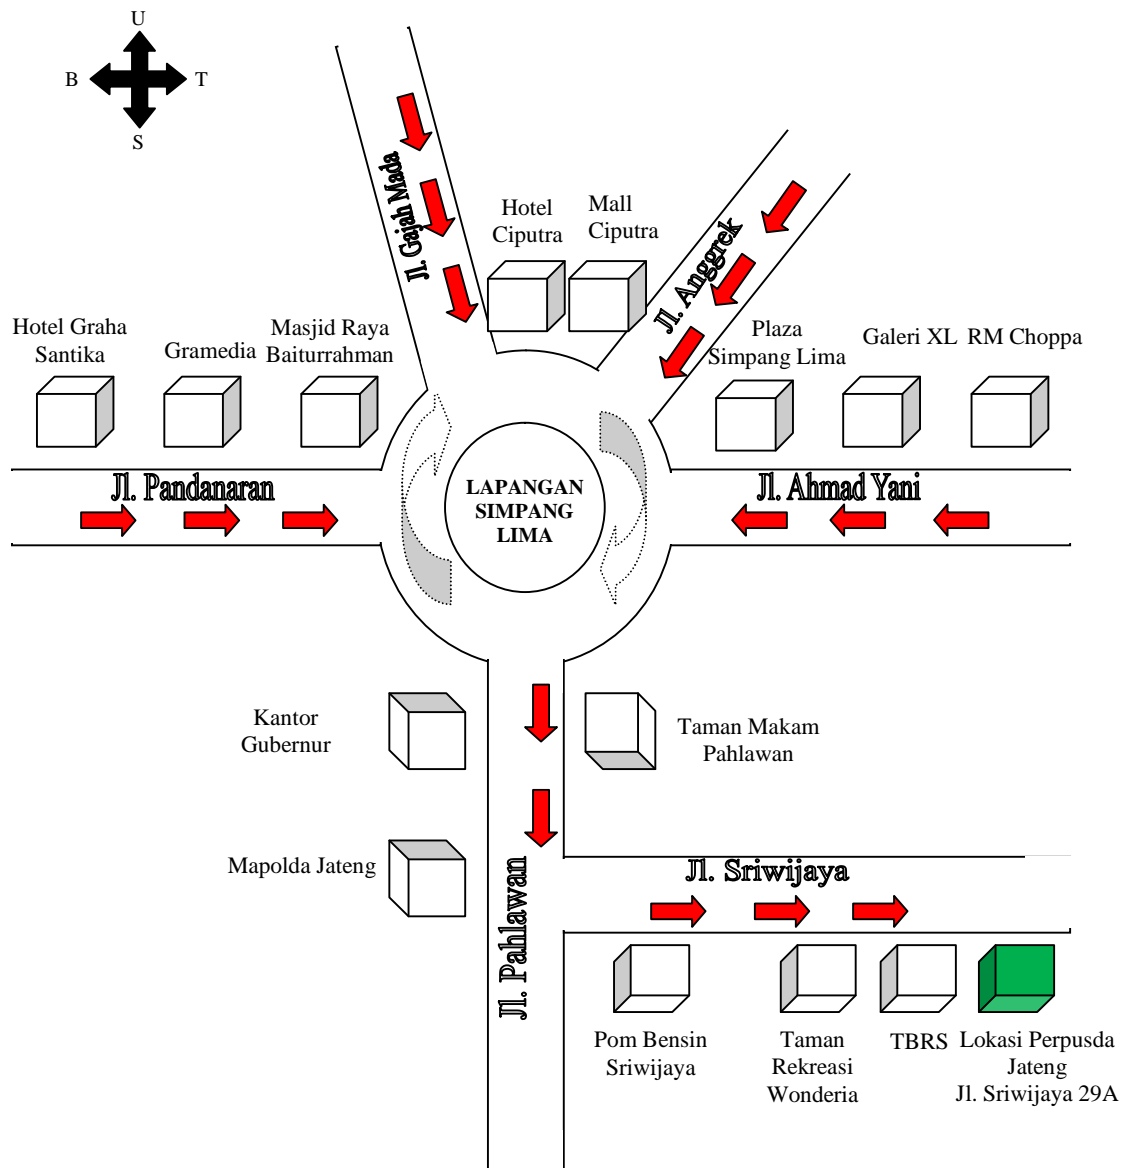 U
B
T
S
Jl. Gajah Mada
Hotel
Ciputra
Mall
Ciputra
Jl. Anggrek
Hotel Graha
Santika
Gramedia
Masjid Raya
Baiturrahman
Plaza
Simpang Lima
Galeri XL
RM Choppa
Jl. Pandanaran
LAPANGAN
SIMPANG
LIMA
Jl. Ahmad Yani
Kantor
Gubernur
Taman Makam
Pahlawan
Mapolda Jateng
Jl. Pahlawan
Jl. Sriwijaya
Pom Bensin
Sriwijaya
Taman
Rekreasi
Wonderia
TBRS
Lokasi Perpusda
Jateng
Jl. Sriwijaya 29A